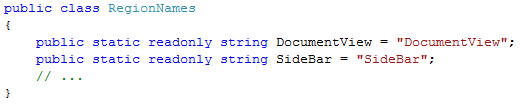 public class RegionNames
{
    public static readonly string DocumentView = "DocumentView";
    public static readonly string SideBar = "SideBar";
    // ...
}